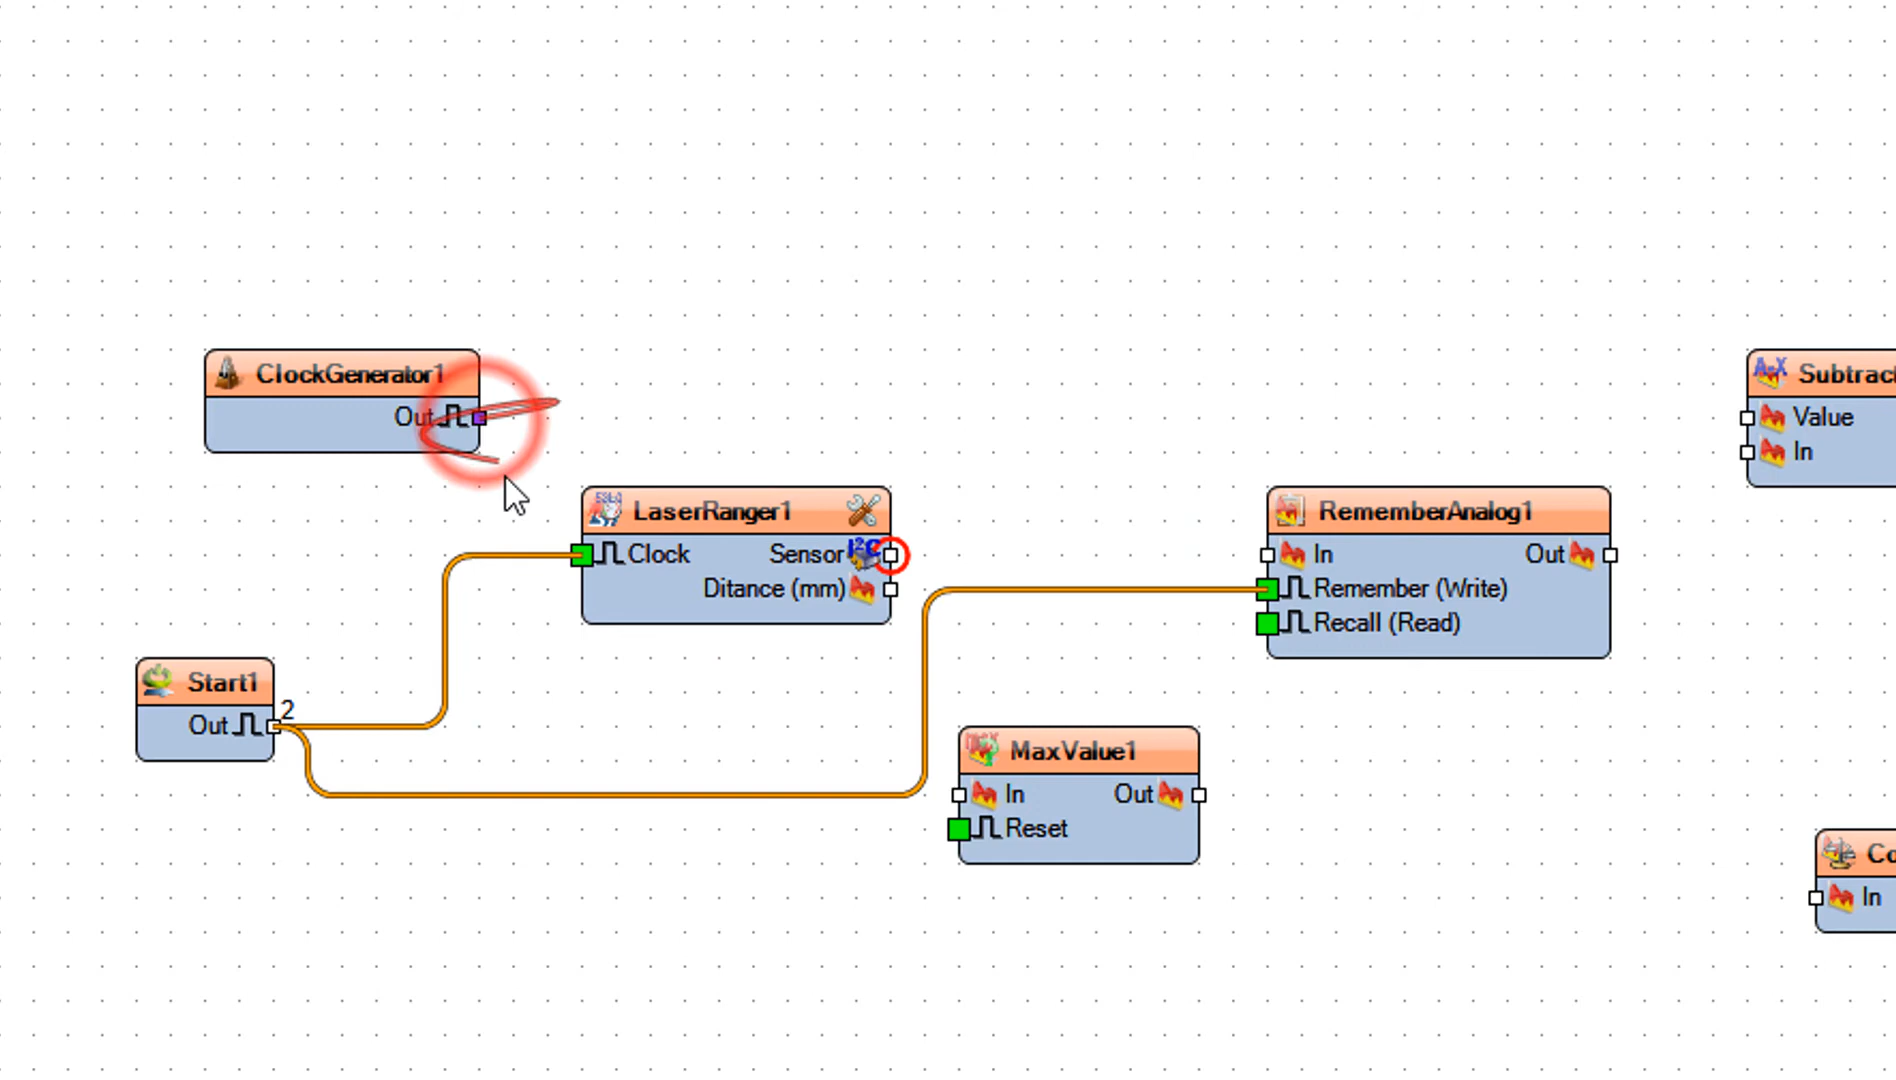 ClockGenerator1
Out
Subtract
Value
In
LaserRanger1
Clock
Sensor
I²C
Ditance (mm)
RememberAnalog1
In
Out
Remember (Write)
Recall (Read)
Start1
Out
2
MaxValue1
In
Out
Reset
Co
In